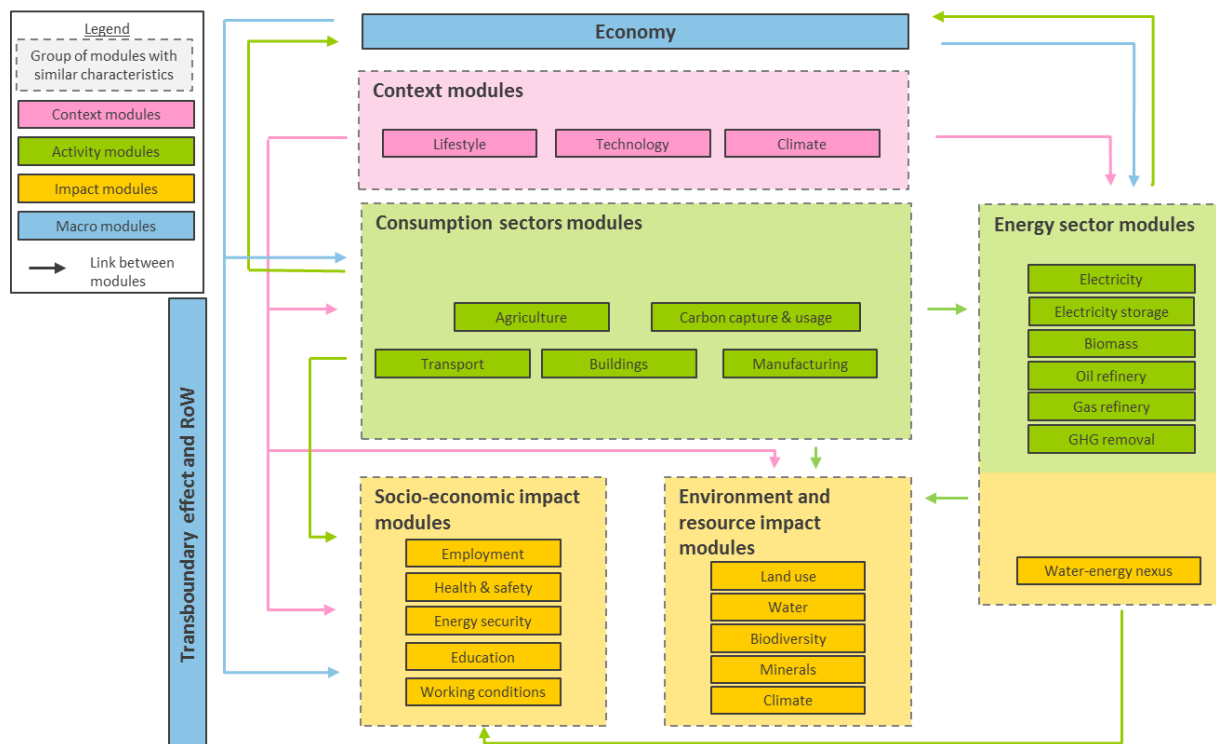 Legend
Group of modules with
similar characteristics
Context modules
Activity modules
Impact modules
Macro modules
Link between
modules
Transboundary effect and RoW
Economy
Context modules
Lifestyle
Technology
Climate
Consumption sectors modules
Agriculture
Carbon capture & usage
Transport
Buildings
Manufacturing
Energy sector modules
Electricity
Electricity storage
Biomass
Oil refinery
Gas refinery
GHG removal
Water-energy nexus
Socio-economic impact
modules
Employment
Health & safety
Energy security
Education
Working conditions
Environment and
resource impact
modules
Land use
Water
Biodiversity
Minerals
Climate